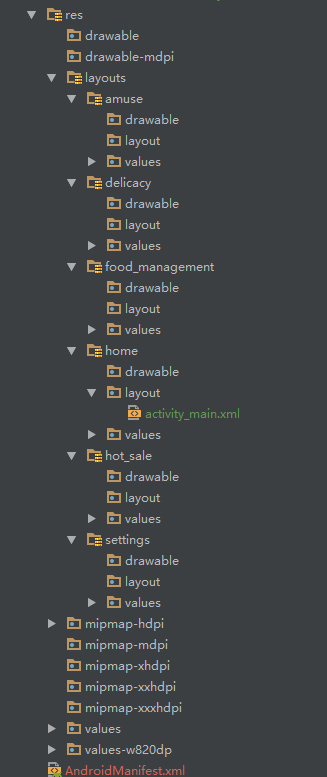 res
drawable
drawable-mdpi
layouts
amuse
drawable
layout
values
delicacy
drawable
layout
values
food_management
drawable
layout
values
home
drawable
layout
activity_main.xml
values
hot_sale
drawable
layout
values
settings
drawable
layout
values
mipmap-hdpi
mipmap-mdpi
mipmap-xhdpi
mipmap-xxhdpi
mipmap-xxxhdpi
values
values-w820dp
AndroidManifest.xml